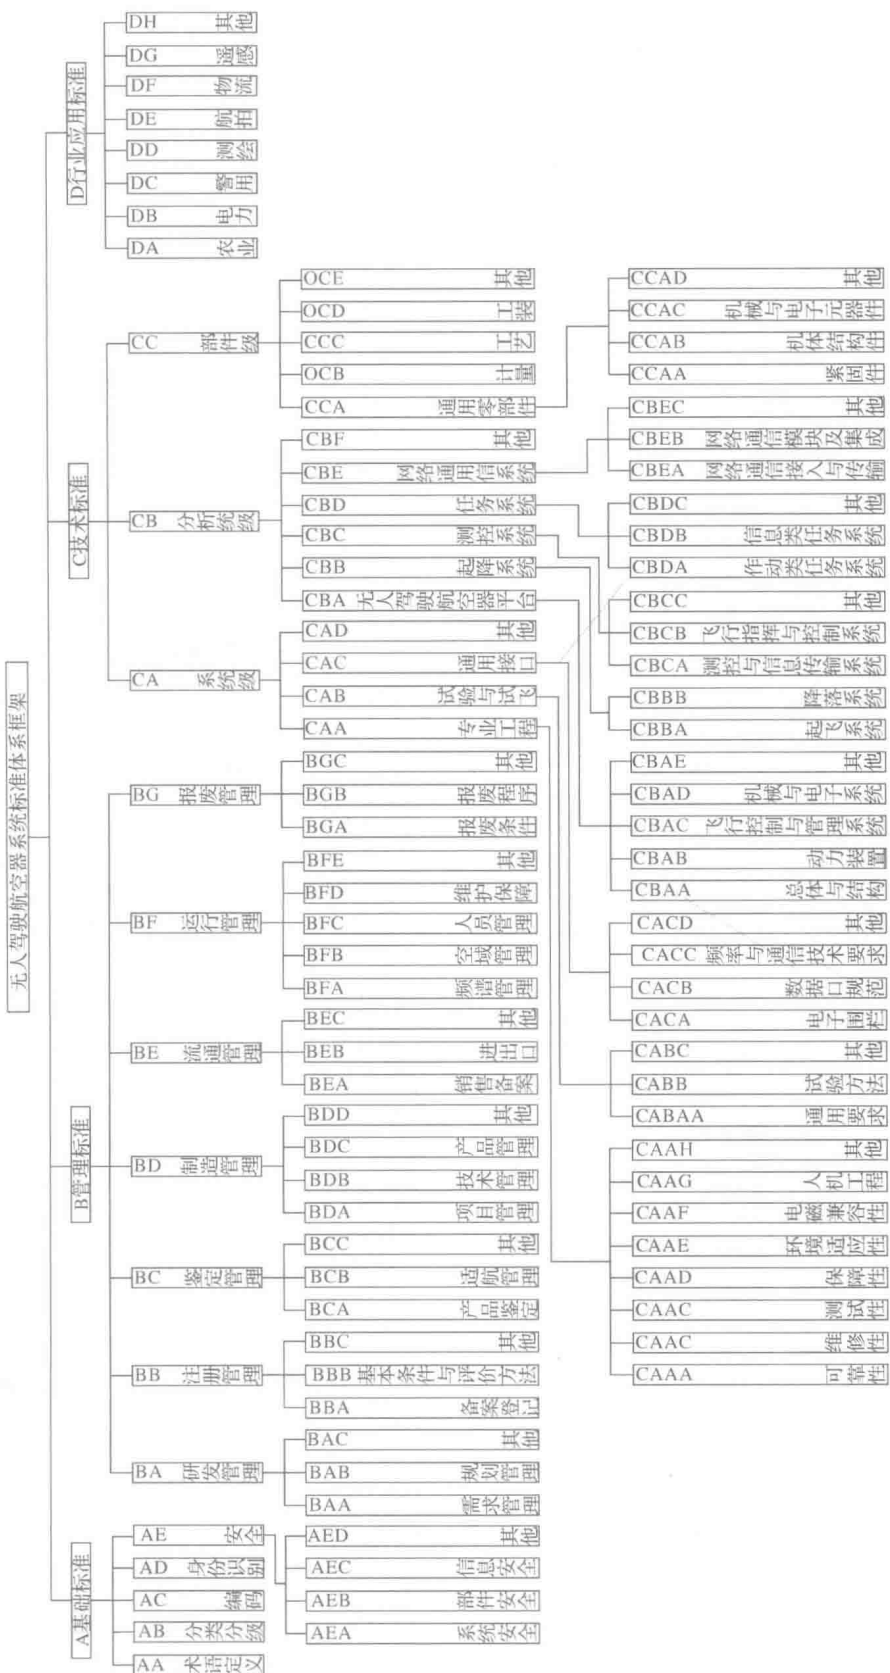 无人驾驶航空器系统标准体系框架
A基础标准
AA 术语定义
AB 分类分级
AC 编码
AD 身份识别
AE 安全
AEA 系统安全
AEB 部件安全
AEC 信息安全
AED 其他
B管理标准
BA 研发管理
BAA 需求管理
BAB 规划管理
BAC 其他
BB 注册管理
BBA 备案登记
BBB 基本条件与评价方法
BBC 其他
BC 鉴定管理
BCA 产品鉴定
BCB 适航管理
BCC 其他
BD 制造管理
BDA 项目管理
BDB 技术管理
BDC 产品管理
BDD 其他
BE 流通管理
BEA 销售备案
BEB 进出口
BEC 其他
BF 运行管理
BFA 频谱管理
BFB 空域管理
BFC 人员管理
BFD 维护保障
BFE 其他
BG 报废管理
BGA 报废条件
BGB 报废程序
BGC 其他
C技术标准
CA 系统级
CAA 专业工程
CAAA 可靠性
CAAC 维修性
CAAC 测试性
CAAD 保障性
CAAE 环境适应性
CAAF 电磁兼容性
CAAG 人机工程
CAAH 其他
CAB 试验与试飞
CABAA 通用要求
CABB 试验方法
CABC 其他
CAC 通用接口
CACA 电子围栏
CACB 数据口规范
CACC 频率与通信技术要求
CACD 其他
CAD 其他
CB 分析统级
CBA 无人驾驶航空器平台
CBAA 总体与结构
CBAB 动力装置
CBAC 飞行控制与管理系统
CBAD 机械与电子系统
CBAE 其他
CBB 起降系统
CBBA 起飞系统
CBBB 降落系统
CBC 测控系统
CBCA 测控与信息传输系统
CBCB 飞行指挥与控制系统
CBCC 其他
CBD 任务系统
CBDA 作动类任务系统
CBDB 信息类任务系统
CBDC 其他
CBE 网络通用信系统
CBEA 网络通信接入与传输
CBEB 网络通信模块及集成
CBEC 其他
CBF 其他
CC 部件级
CCA 通用零部件
CCAA 紧固件
CCAB 机体结构件
CCAC 机械与电子元器件
CCAD 其他
OCB 计量
CCC 工艺
OCD 工装
OCE 其他
D行业应用标准
DA 农业
DB 电力
DC 警用
DD 测绘
DE 航拍
DF 物流
DG 遥感
DH 其他